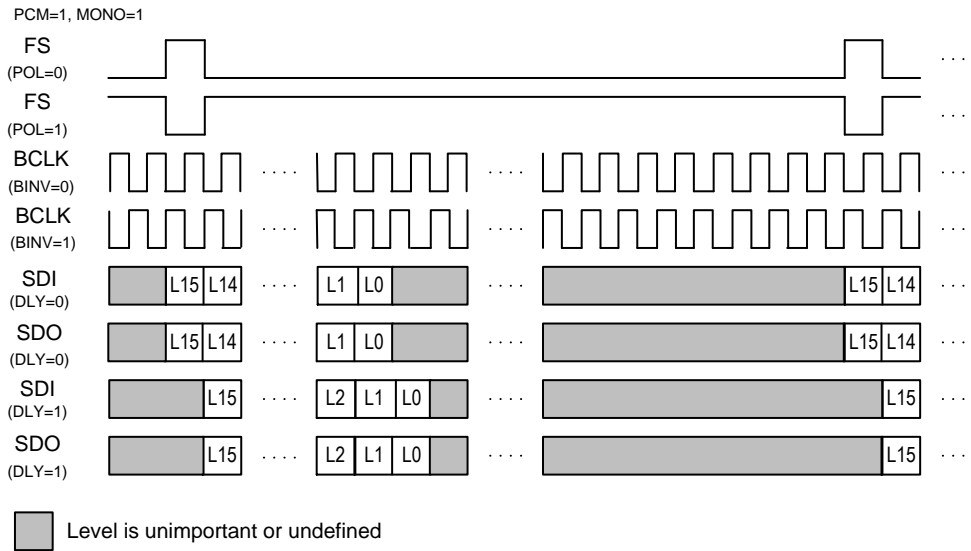 PCM=1, MONO=1
FS
(POL=0)
. . .
FS
(POL=1)
. . .
BCLK
(BINV=0)
. . . . . . . . . . .
BCLK
(BINV=1)
. . . . . . . . . . .
SDI
(DLY=0)
L15 L14 . . . . L1 L0 . . . . L15 L14 . . .
SDO
(DLY=0)
L15 L14 . . . . L1 L0 . . . . L15 L14 . . .
SDI
(DLY=1)
L15 . . . . L2 L1 L0 . . . . L15 . . .
SDO
(DLY=1)
L15 . . . . L2 L1 L0 . . . . L15 . . .
Level is unimportant or undefined